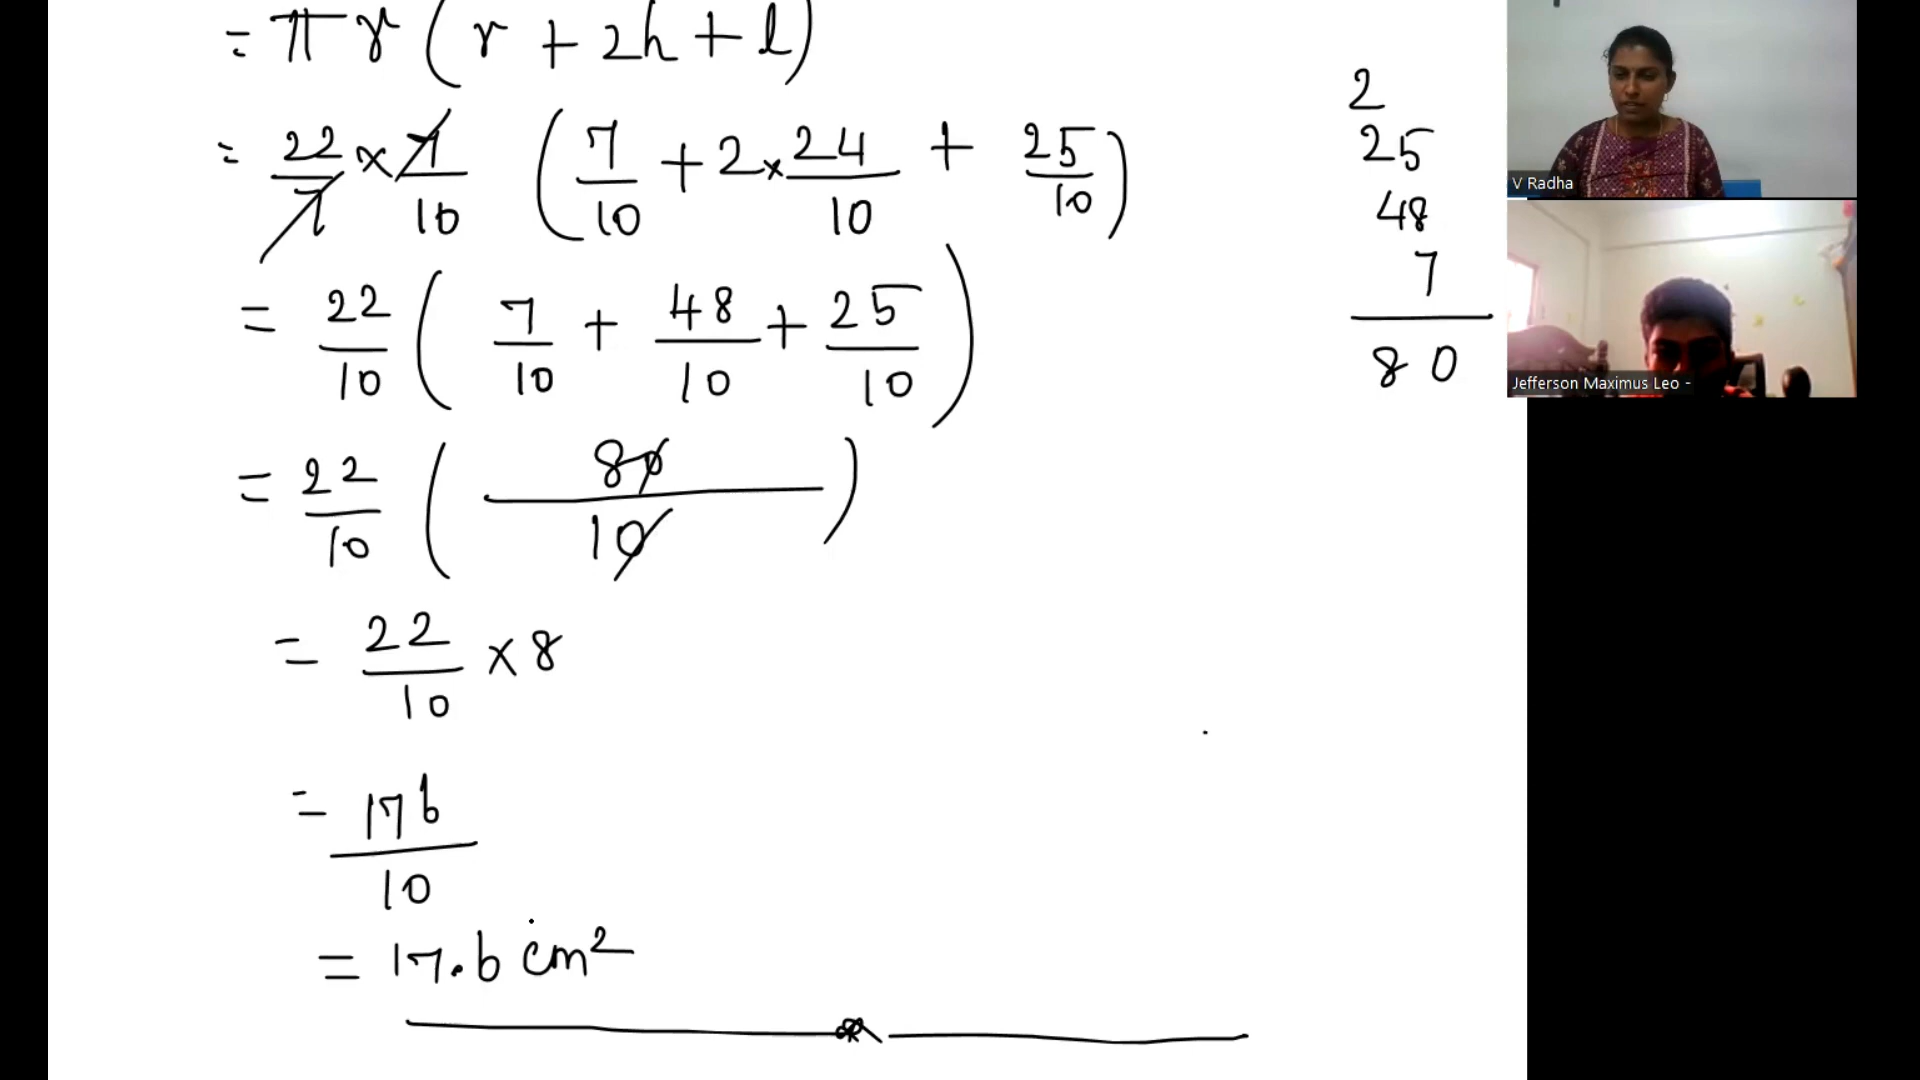 = πr ( r + 2h + l )
= 22/7 × 7/10 ( 7/10 + 2 × 24/10 + 25/10 )
= 22/10 ( 7/10 + 48/10 + 25/10 )
= 22/10 ( 80/10 )
= 22/10 × 8
= 176/10
= 17.6 cm²
2
25
48
7
80
V Radha
Jefferson Maximus Leo -